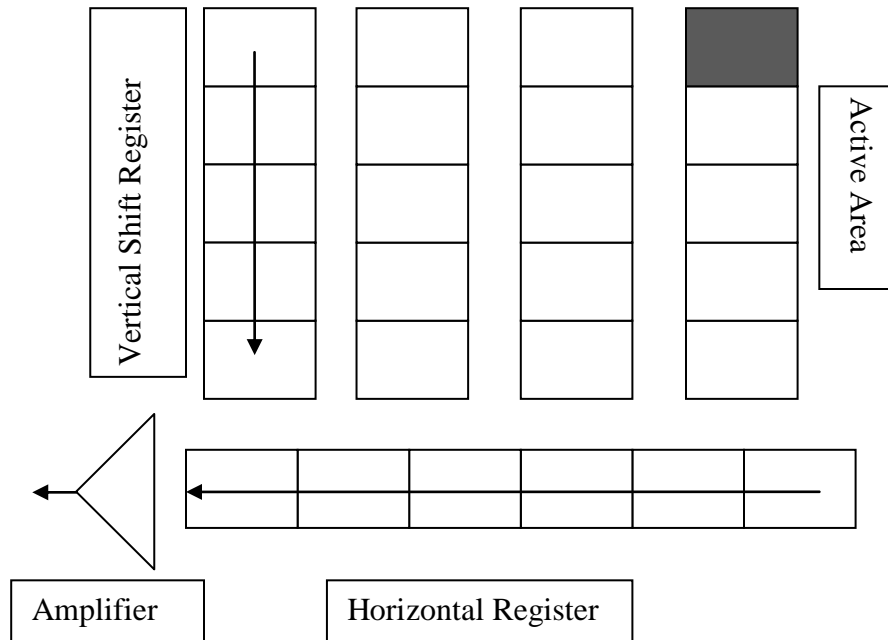 Vertical Shift Register
Active Area
Amplifier
Horizontal Register